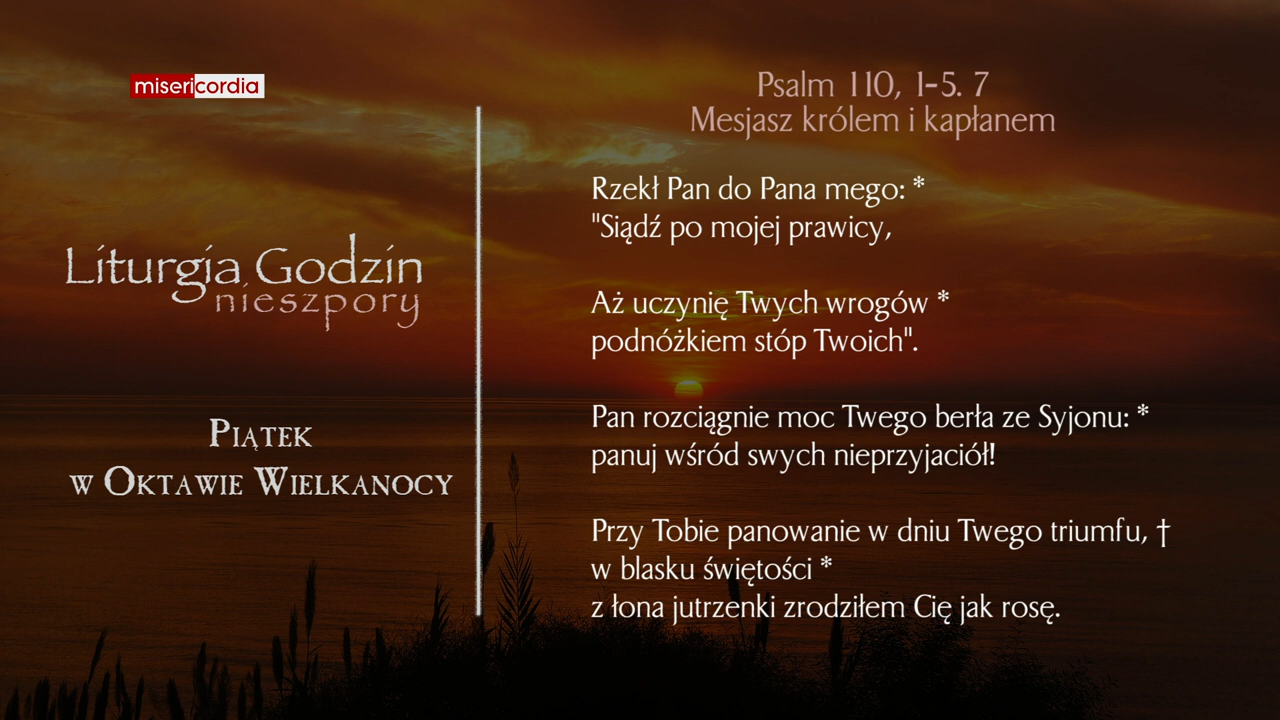 misericordia
Liturgia Godzin
nieszpory
Piątek
w Oktawie Wielkanocy
Psalm 110, 1-5. 7
Mesjasz królem i kapłanem
Rzekł Pan do Pana mego: *
"Siądź po mojej prawicy,
Aż uczynię Twych wrogów *
podnóżkiem stóp Twoich".
Pan rozciągnie moc Twego berła ze Syjonu: *
panuj wśród swych nieprzyjaciół!
Przy Tobie panowanie w dniu Twego triumfu, †
w blasku świętości *
z łona jutrzenki zrodziłem Cię jak rosę.